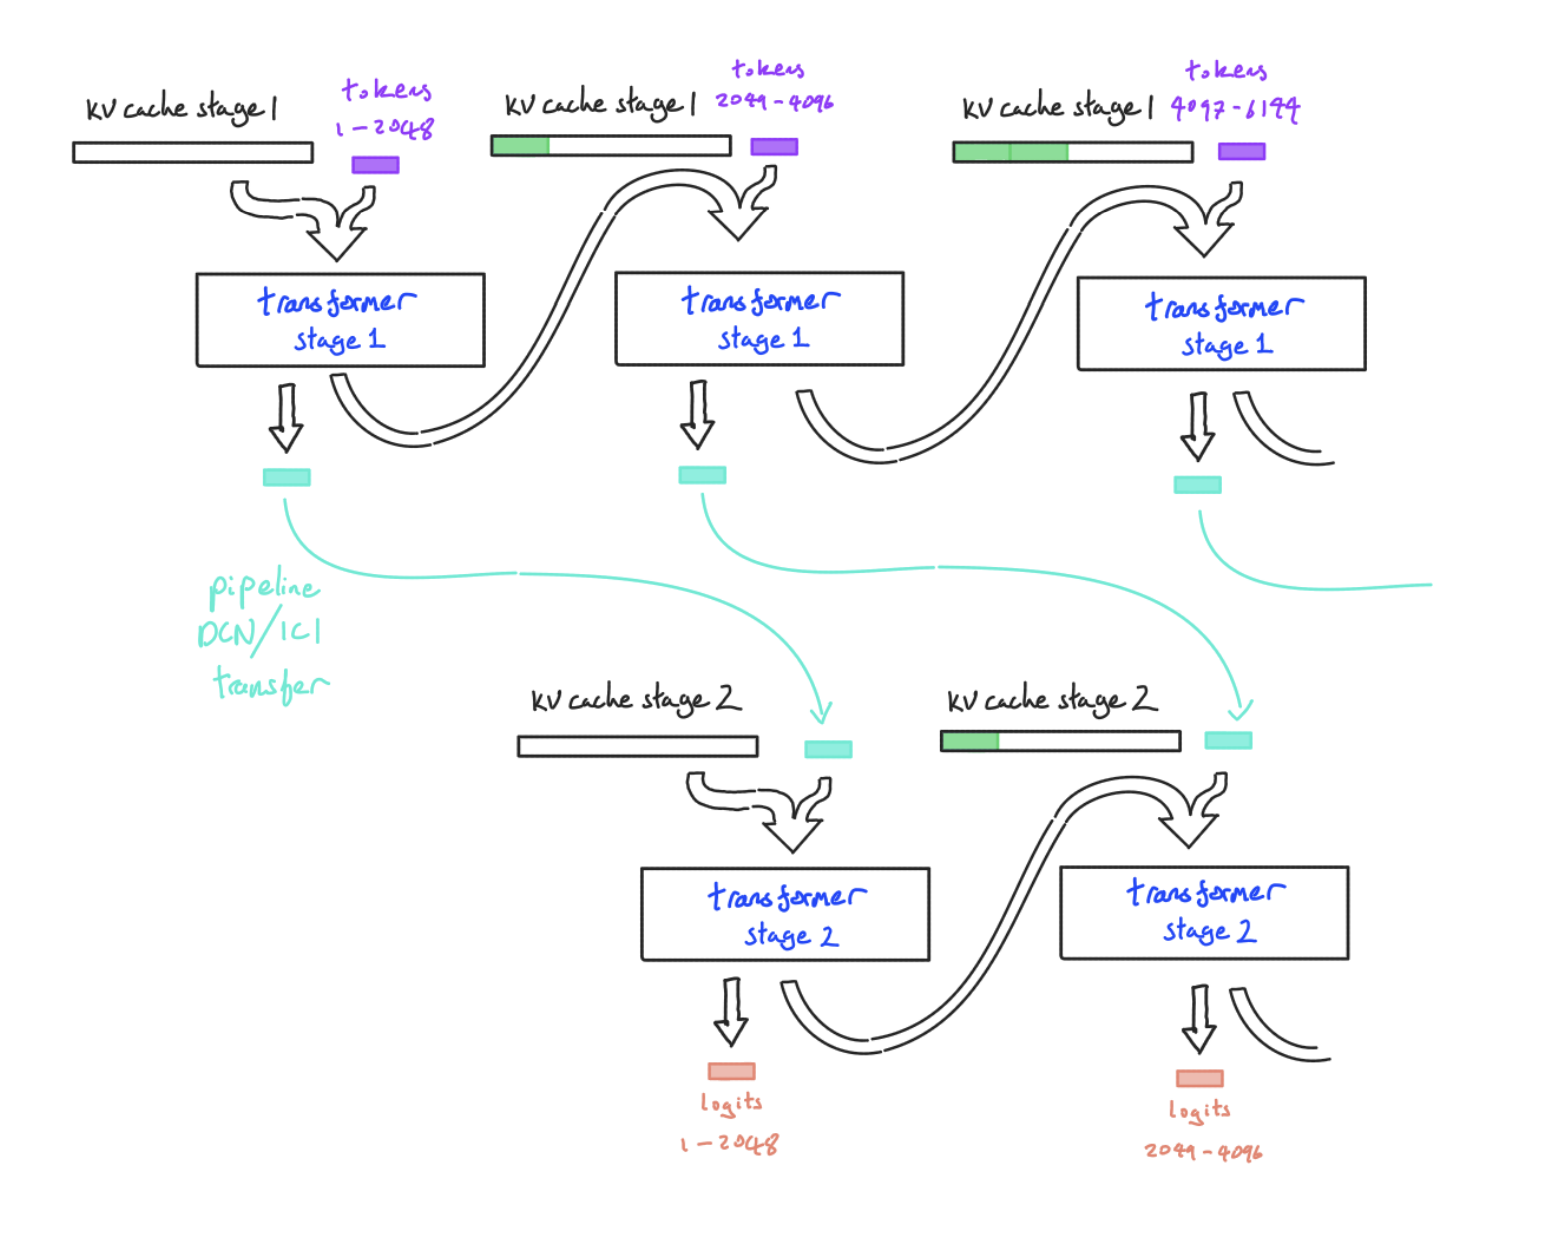 kv cache stage 1
tokens
1-2048
kv cache stage 1
tokens
2049-4096
kv cache stage 1
tokens
4097-6144
transformer
stage 1
transformer
stage 1
transformer
stage 1
pipeline
DCN/ICI
transfer
kv cache stage 2
kv cache stage 2
transformer
stage 2
transformer
stage 2
logits
1-2048
logits
2049-4096